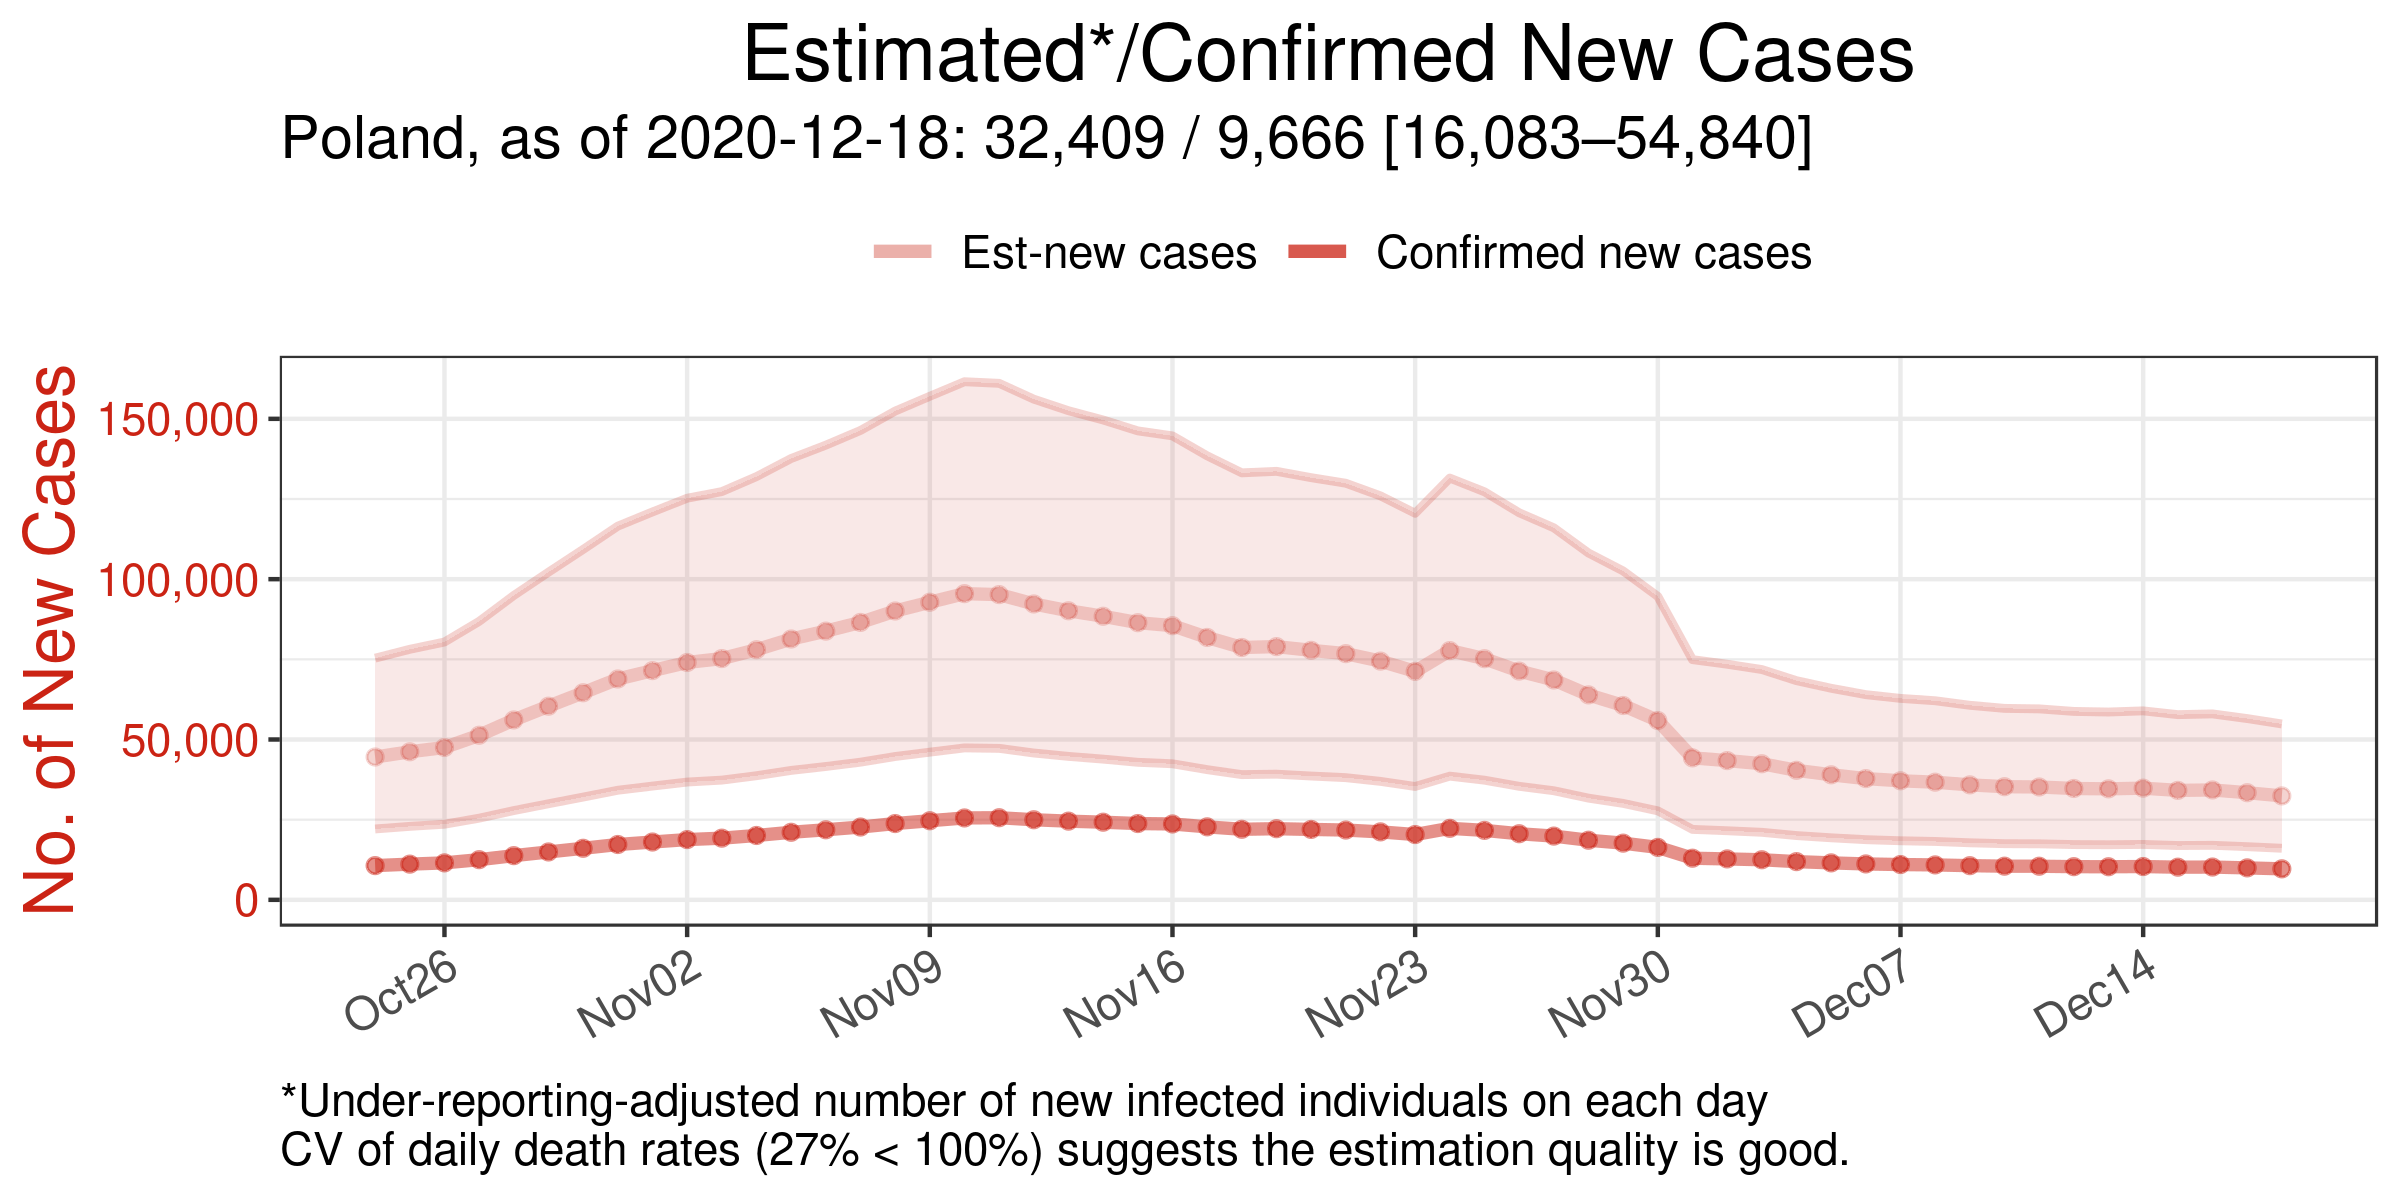 Estimated*/Confirmed New Cases
Poland, as of 2020-12-18: 32,409 / 9,666 [16,083–54,840]
Est-new cases
Confirmed new cases
No. of New Cases
150,000
100,000
50,000
0
Oct26
Nov02
Nov09
Nov16
Nov23
Nov30
Dec07
Dec14
*Under-reporting-adjusted number of new infected individuals on each day
CV of daily death rates (27% < 100%) suggests the estimation quality is good.